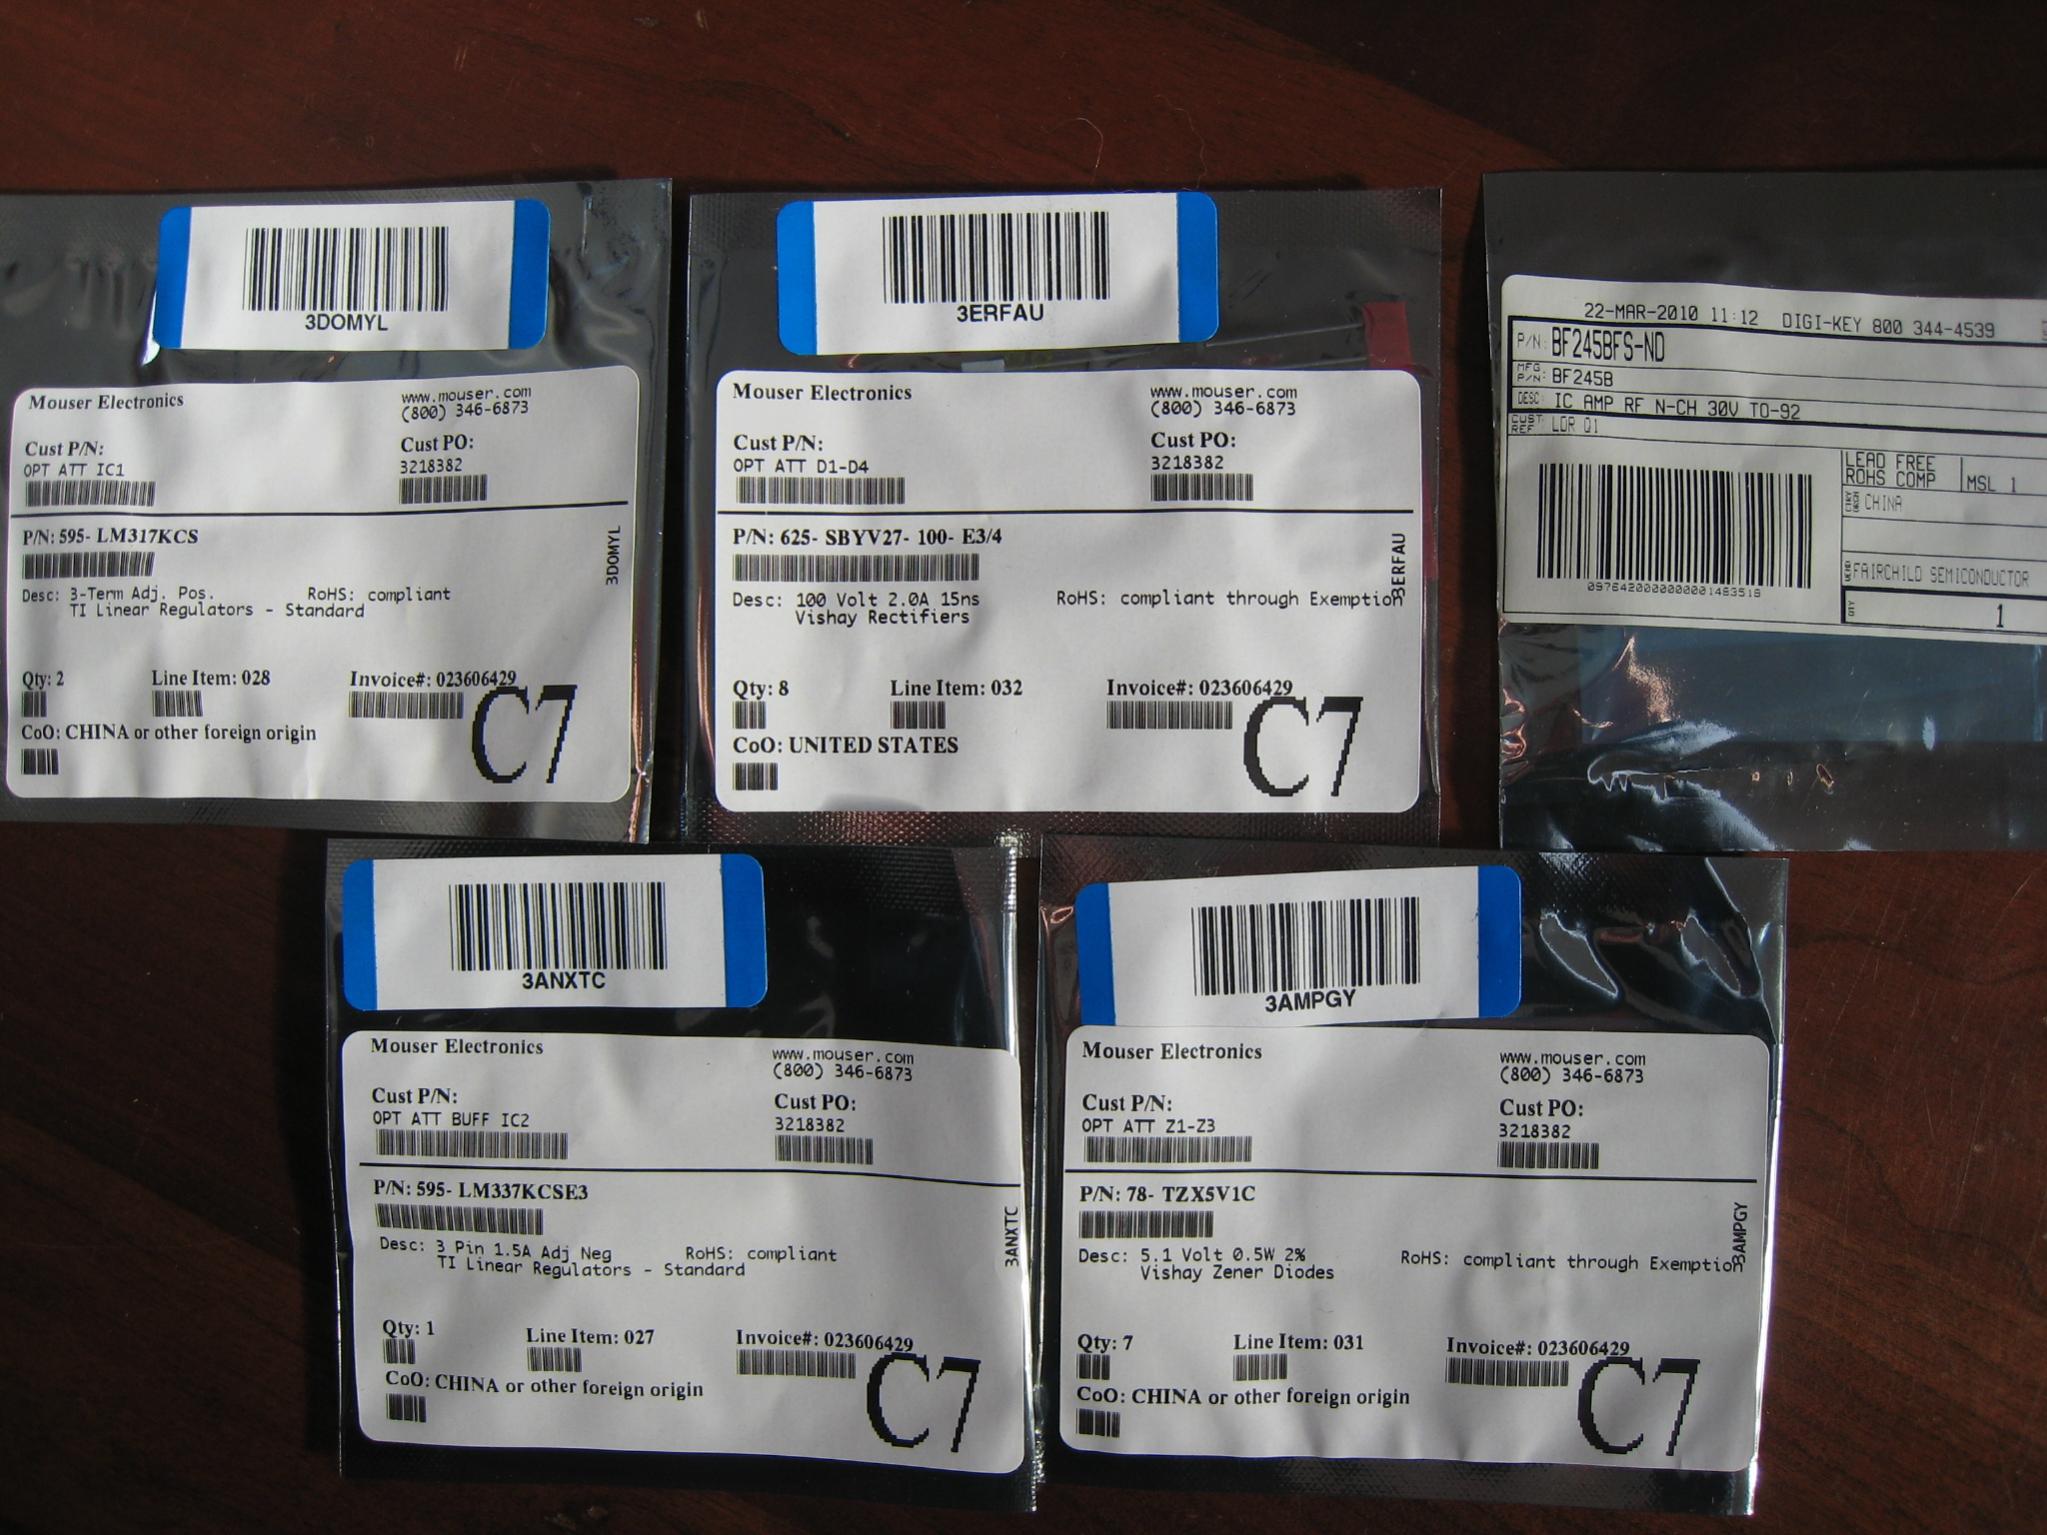 3DOMYL
Mouser Electronics
www.mouser.com
(800) 346-6873
Cust P/N:
OPT ATT IC1
Cust PO:
3218382
P/N: 595- LM317KCS
3DOMYL
Desc: 3-Term Adj. Pos. RoHS: compliant
TI Linear Regulators - Standard
Qty: 2 Line Item: 028 Invoice#: 023606429
C7
CoO: CHINA or other foreign origin
3ERFAU
Mouser Electronics
www.mouser.com
(800) 346-6873
Cust P/N:
OPT ATT D1-D4
Cust PO:
3218382
P/N: 625- SBYV27- 100- E3/4
3ERFAU
Desc: 100 Volt 2.0A 15ns RoHS: compliant through Exemption
Vishay Rectifiers
Qty: 8 Line Item: 032 Invoice#: 023606429
C7
CoO: UNITED STATES
22-MAR-2010 11:12 DIGI-KEY 800 344-4539
P/N: BF245BFS-ND
MFG P/N: BF245B
DESC: IC AMP RF N-CH 30V TO-92
CUST REF LDR Q1
LEAD FREE
ROHS COMP
MSL 1
CHINA
FAIRCHILD SEMICONDUCTOR
QTY 1
3ANXTC
Mouser Electronics
www.mouser.com
(800) 346-6873
Cust P/N:
OPT ATT BUFF IC2
Cust PO:
3218382
P/N: 595- LM337KCSE3
3ANXTC
Desc: 3 Pin 1.5A Adj Neg RoHS: compliant
TI Linear Regulators - Standard
Qty: 1 Line Item: 027 Invoice#: 023606429
C7
CoO: CHINA or other foreign origin
3AMPGY
Mouser Electronics
www.mouser.com
(800) 346-6873
Cust P/N:
OPT ATT Z1-Z3
Cust PO:
3218382
P/N: 78- TZX5V1C
3AMPGY
Desc: 5.1 Volt 0.5W 2% RoHS: compliant through Exemption
Vishay Zener Diodes
Qty: 7 Line Item: 031 Invoice#: 023606429
C7
CoO: CHINA or other foreign origin